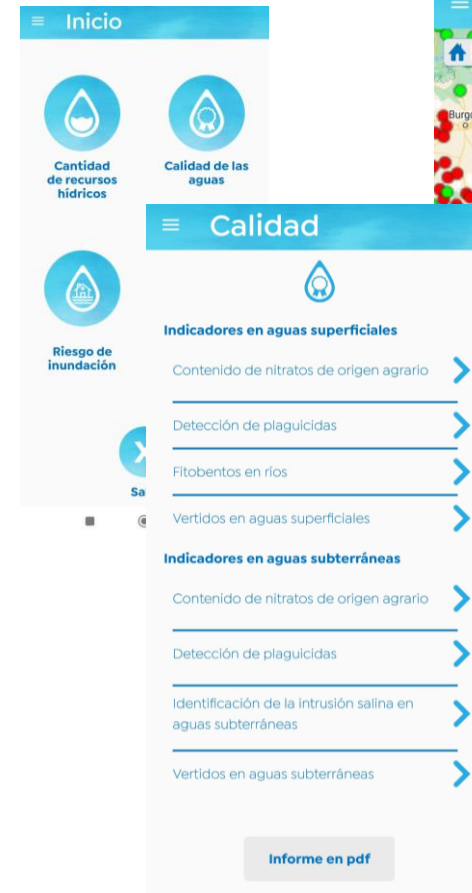 Inicio
Cantidad
de recursos
hídricos
Calidad de las
aguas
Riesgo de
inundación
Calidad
Indicadores en aguas superficiales
Contenido de nitratos de origen agrario
Detección de plaguicidas
Fitobentos en ríos
Vertidos en aguas superficiales
Indicadores en aguas subterráneas
Contenido de nitratos de origen agrario
Detección de plaguicidas
Identificación de la intrusión salina en
aguas subterráneas
Vertidos en aguas subterráneas
Informe en pdf